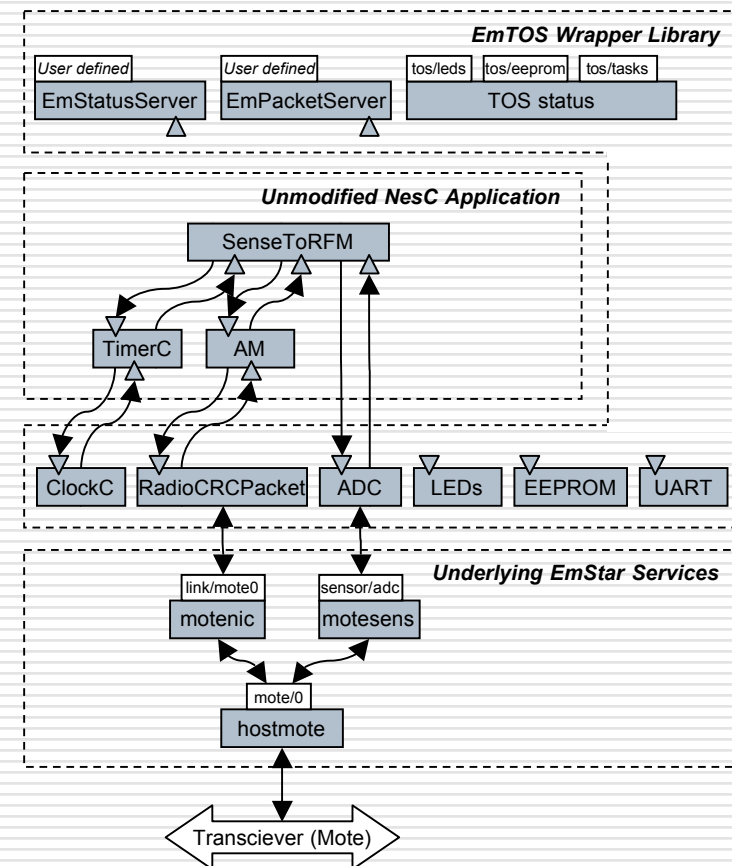 EmTOS Wrapper Library
User defined
User defined
tos/leds
tos/eeprom
tos/tasks
EmStatusServer
EmPacketServer
TOS status
Unmodified NesC Application
SenseToRFM
TimerC
AM
ClockC
RadioCRCPacket
ADC
LEDs
EEPROM
UART
Underlying EmStar Services
link/mote0
sensor/adc
motenic
motesens
mote/0
hostmote
Transciever (Mote)